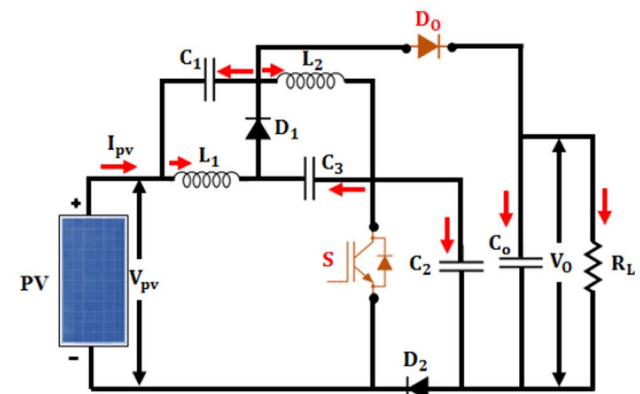 D₀
C₁
L₂
D₁
I_pv
L₁
C₃
+
PV
V_pv
S
C₂
C₀
V₀
R_L
−
D₂